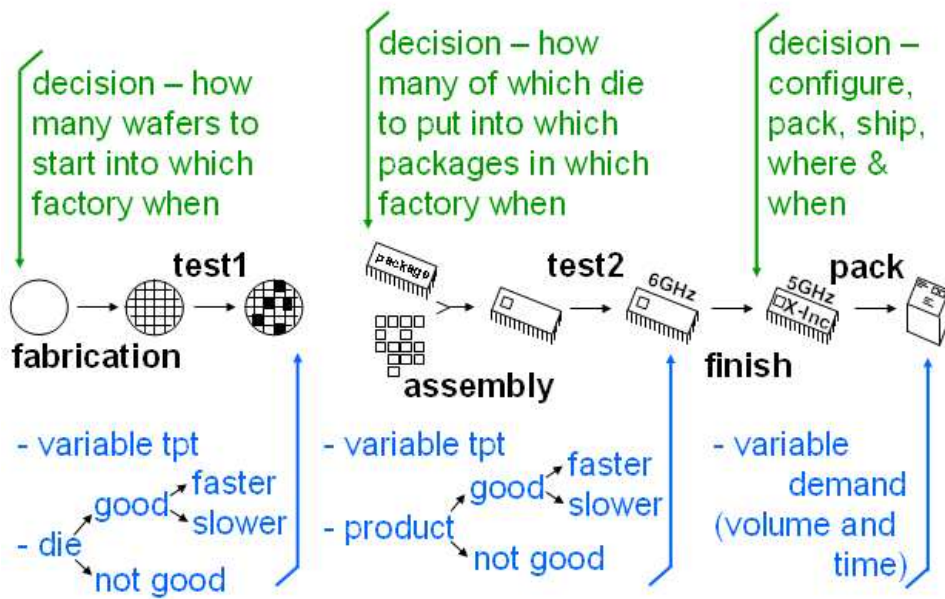 decision – how
many wafers to
start into which
factory when
decision – how
many of which die
to put into which
packages in which
factory when
decision –
configure,
pack, ship,
where &
when
test1
package
test2
6GHz
5GHz
X-Inc
pack
fabrication
assembly
finish
- variable tpt
- die
good
faster
slower
not good
- variable tpt
- product
good
faster
slower
not good
- variable
demand
(volume and
time)